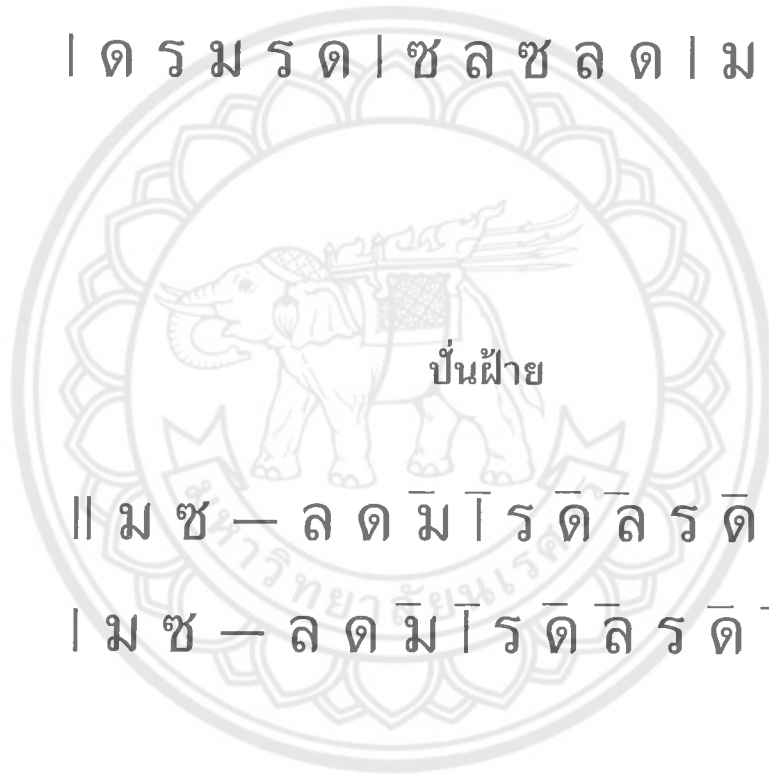 | ด ร ม ร ด | ซ ล ซ ล ด | ม
ปั่นฝ้าย
|| ม ซ — ล ด ม̅ | ร ด̅ ล̅ ร ด̅
| ม ซ — ล ด ม̅ | ร ด̅ ล̅ ร ด̅